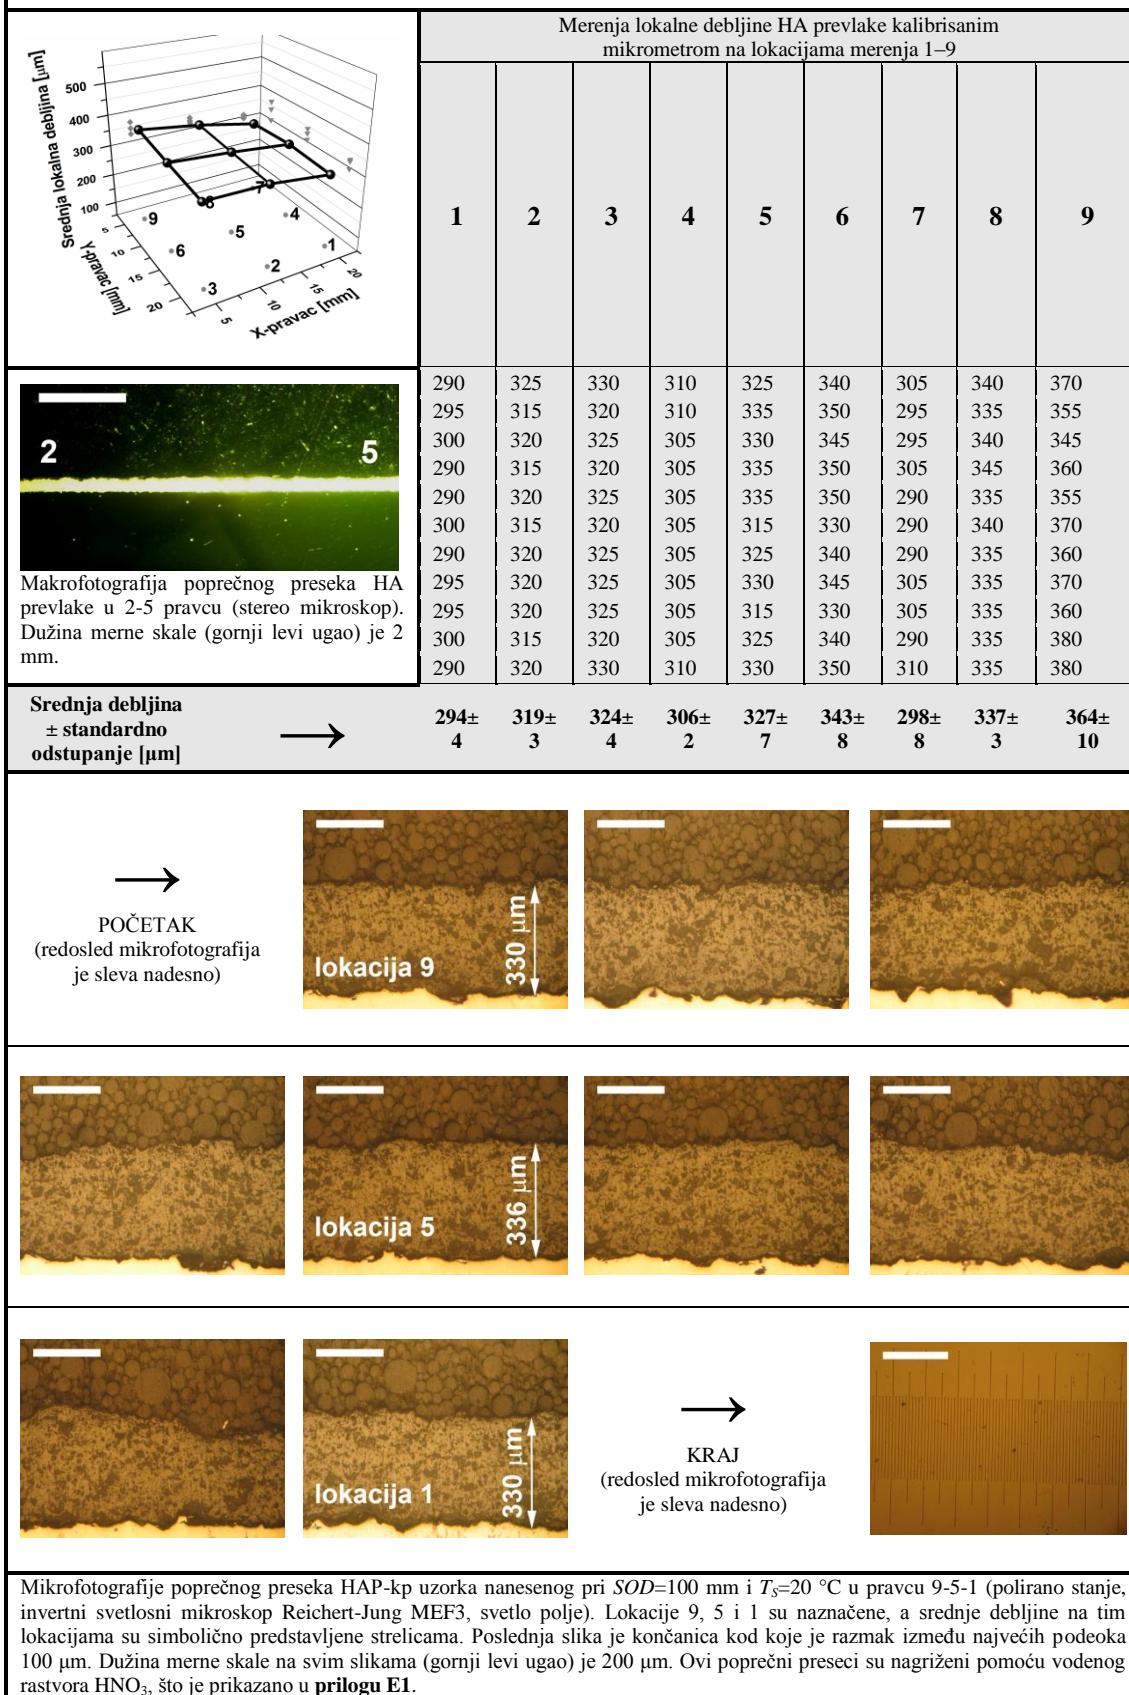 Merenja lokalne debljine HA prevlake kalibrisanim
mikrometrom na lokacijama merenja 1–9
Srednja lokalna debljina [μm]
500
400
300
200
100
5
10
15
20
Y-pravac [mm]
5
10
15
20
X-pravac [mm]
9
8
7
6
5
4
3
2
1
1 2 3 4 5 6 7 8 9
290 325 330 310 325 340 305 340 370
295 315 320 310 335 350 295 335 355
300 320 325 305 330 345 295 340 345
290 315 320 305 335 350 305 345 360
290 320 325 305 335 350 290 335 355
300 315 320 305 315 330 290 340 370
290 320 325 305 325 340 290 335 360
295 320 325 305 330 345 305 335 370
295 320 325 305 315 330 305 335 360
300 315 320 305 325 340 290 335 380
290 320 330 310 330 350 310 335 380
2 5
Makrofotografija poprečnog preseka HA
prevlake u 2-5 pravcu (stereo mikroskop).
Dužina merne skale (gornji levi ugao) je 2
mm.
Srednja debljina
± standardno
odstupanje [μm]
→
294± 319± 324± 306± 327± 343± 298± 337± 364±
4 3 4 2 7 8 8 3 10
→
POČETAK
(redosled mikrofotografija
je sleva nadesno)
lokacija 9
330 μm
lokacija 5
336 μm
lokacija 1
330 μm
→
KRAJ
(redosled mikrofotografija
je sleva nadesno)
Mikrofotografije poprečnog preseka HAP-kp uzorka nanesenog pri SOD=100 mm i TS=20 °C u pravcu 9-5-1 (polirano stanje,
invertni svetlosni mikroskop Reichert-Jung MEF3, svetlo polje). Lokacije 9, 5 i 1 su naznačene, a srednje debljine na tim
lokacijama su simbolično predstavljene strelicama. Poslednja slika je končanica kod koje je razmak između najvećih podeoka
100 μm. Dužina merne skale na svim slikama (gornji levi ugao) je 200 μm. Ovi poprečni preseci su nagriženi pomoću vodenog
rastvora HNO3, što je prikazano u prilogu E1.